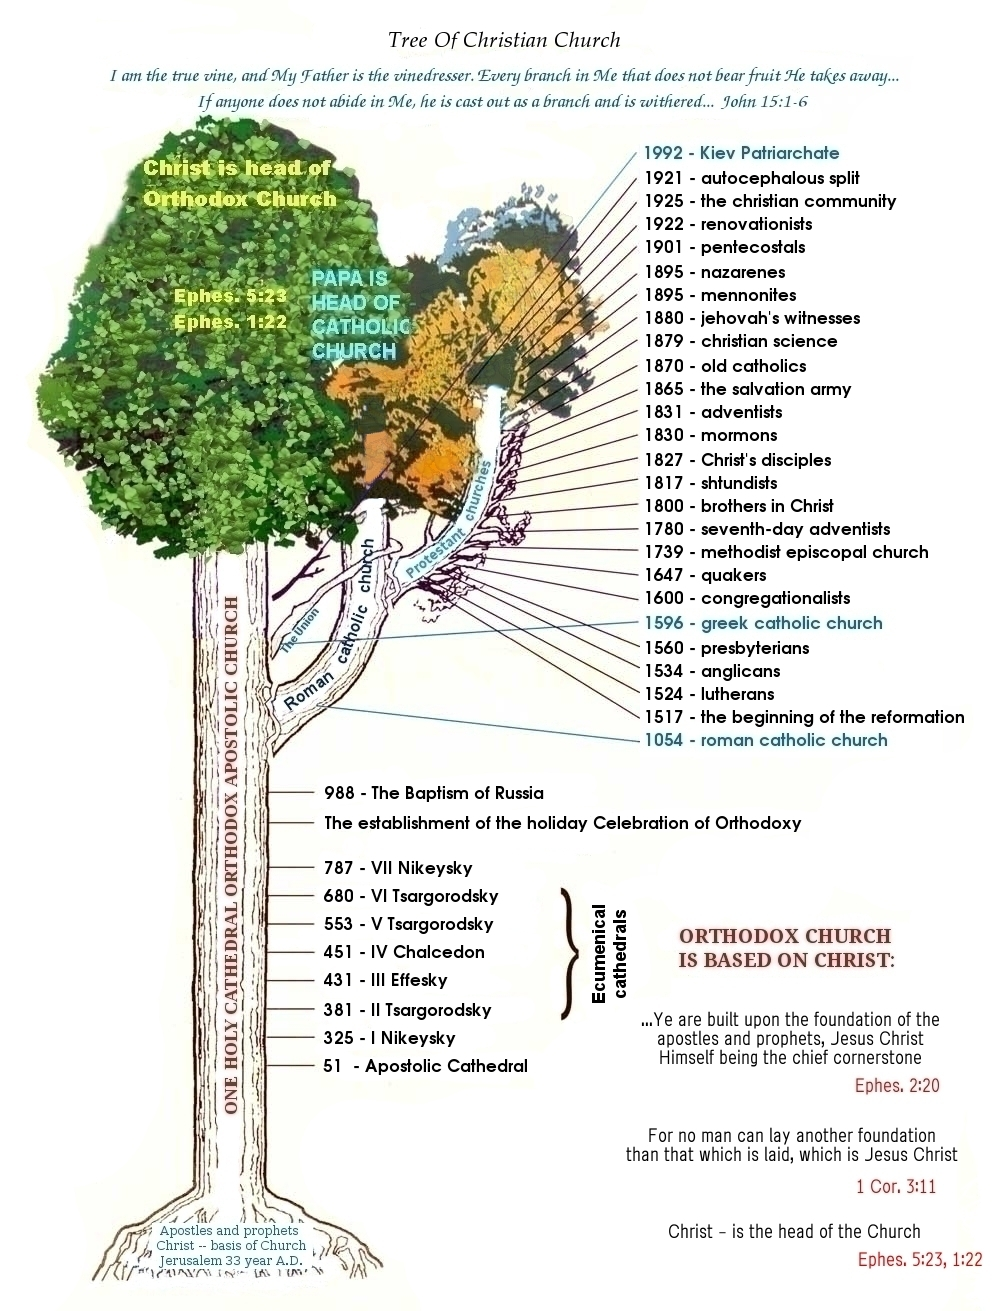 Tree Of Christian Church
I am the true vine, and My Father is the vinedresser. Every branch in Me that does not bear fruit He takes away...
If anyone does not abide in Me, he is cast out as a branch and is withered... John 15:1-6
Christ is head of
Orthodox Church
Ephes. 5:23
Ephes. 1:22
PAPA IS
HEAD OF
CATHOLIC
CHURCH
1992 - Kiev Patriarchate
1921 - autocephalous split
1925 - the christian community
1922 - renovationists
1901 - pentecostals
1895 - nazarenes
1895 - mennonites
1880 - jehovah's witnesses
1879 - christian science
1870 - old catholics
1865 - the salvation army
1831 - adventists
1830 - mormons
1827 - Christ's disciples
1817 - shtundists
1800 - brothers in Christ
1780 - seventh-day adventists
1739 - methodist episcopal church
1647 - quakers
1600 - congregationalists
1596 - greek catholic church
1560 - presbyterians
1534 - anglicans
1524 - lutherans
1517 - the beginning of the reformation
1054 - roman catholic church
Protestant churches
The Union
Roman catholic church
ONE HOLY CATHEDRAL ORTHODOX APOSTOLIC CHURCH
988 - The Baptism of Russia
The establishment of the holiday Celebration of Orthodoxy
787 - VII Nikeysky
680 - VI Tsargorodsky
553 - V Tsargorodsky
451 - IV Chalcedon
431 - III Effesky
381 - II Tsargorodsky
325 - I Nikeysky
51 - Apostolic Cathedral
Ecumenical
cathedrals
ORTHODOX CHURCH
IS BASED ON CHRIST:
...Ye are built upon the foundation of the
apostles and prophets, Jesus Christ
Himself being the chief cornerstone
Ephes. 2:20
For no man can lay another foundation
than that which is laid, which is Jesus Christ
1 Cor. 3:11
Christ – is the head of the Church
Ephes. 5:23, 1:22
Apostles and prophets
Christ -- basis of Church
Jerusalem 33 year A.D.